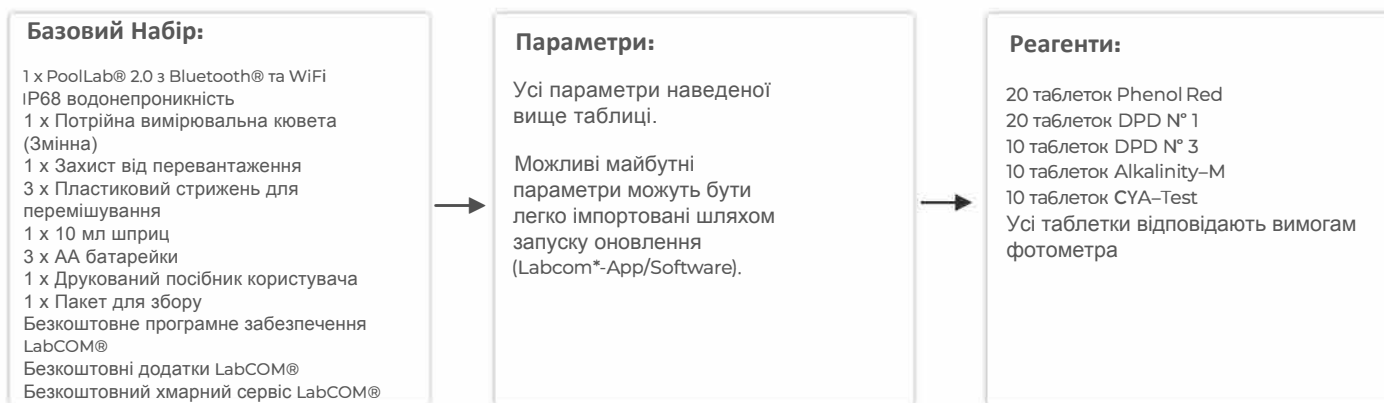 Базовий Набір:
1 x PoolLab® 2.0 з Bluetooth® та WiFi
IP68 водонепроникність
1 x Потрійна вимірювальна кювета
(Змінна)
1 x Захист від перевантаження
3 x Пластиковий стрижень для
перемішування
1 x 10 мл шприц
3 x AA батарейки
1 x Друкований посібник користувача
1 x Пакет для збору
Безкоштовне програмне забезпечення
LabCOM®
Безкоштовні додатки LabCOM®
Безкоштовний хмарний сервіс LabCOM®
Параметри:
Усі параметри наведеної
вище таблиці.
Можливі майбутні
параметри можуть бути
легко імпортовані шляхом
запуску оновлення
(Labcom*-App/Software).
Реагенти:
20 таблеток Phenol Red
20 таблеток DPD N° 1
10 таблеток DPD N° 3
10 таблеток Alkalinity–M
10 таблеток CYA–Test
Усі таблетки відповідають вимогам
фотометра